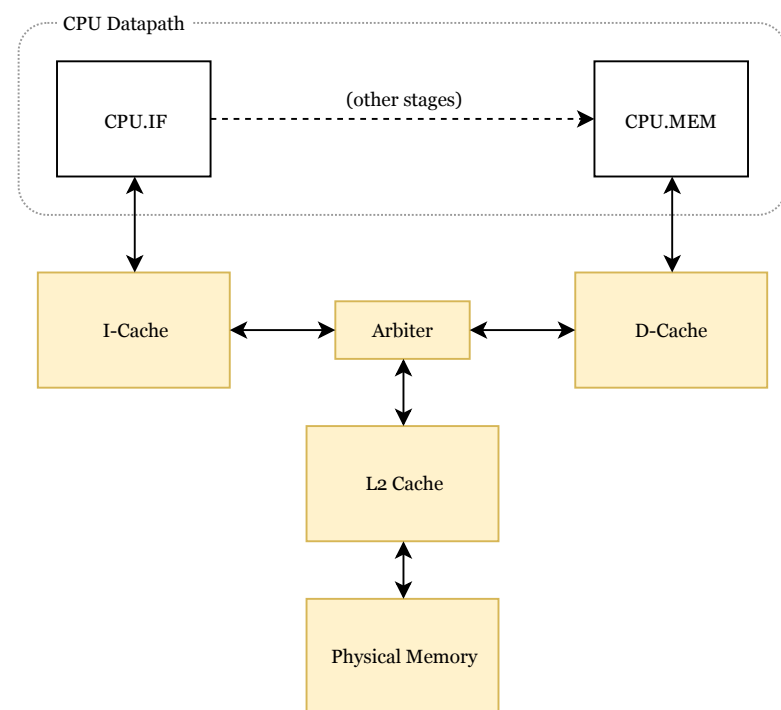 CPU Datapath
(other stages)
CPU.IF
CPU.MEM
I-Cache
Arbiter
D-Cache
L2 Cache
Physical Memory